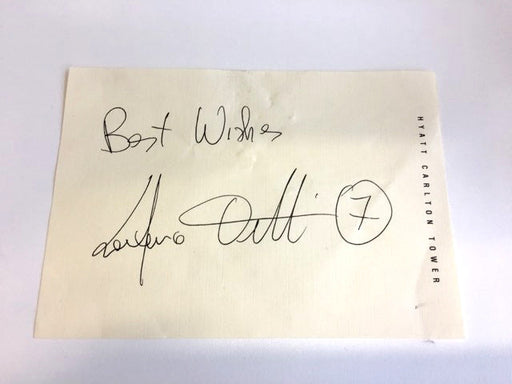 Best Wishes
7
HYATT CARLTON TOWER